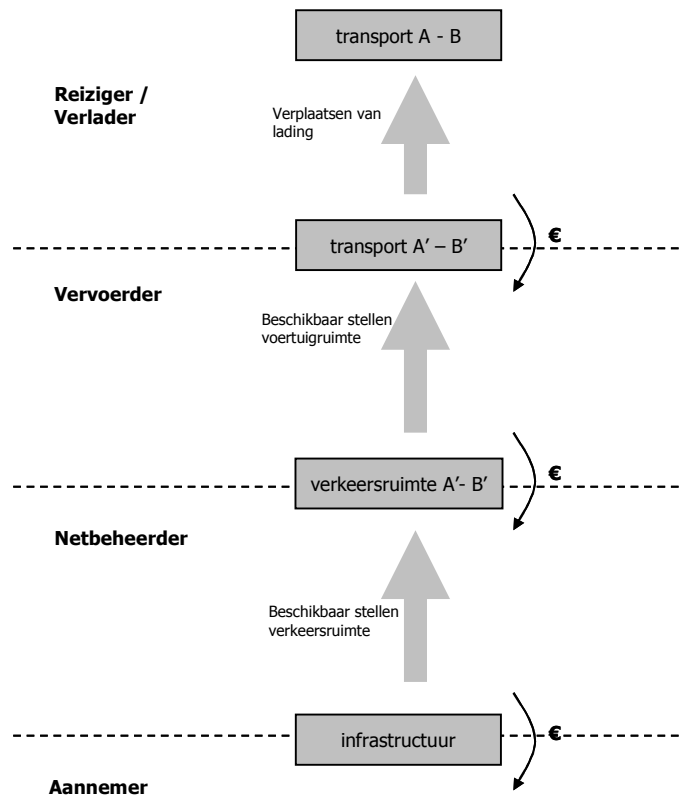 transport A - B
Reiziger /
Verlader
Verplaatsen van
lading
transport A’ – B’
€
Vervoerder
Beschikbaar stellen
voertuigruimte
verkeersruimte A’- B’
€
Netbeheerder
Beschikbaar stellen
verkeersruimte
infrastructuur
€
Aannemer